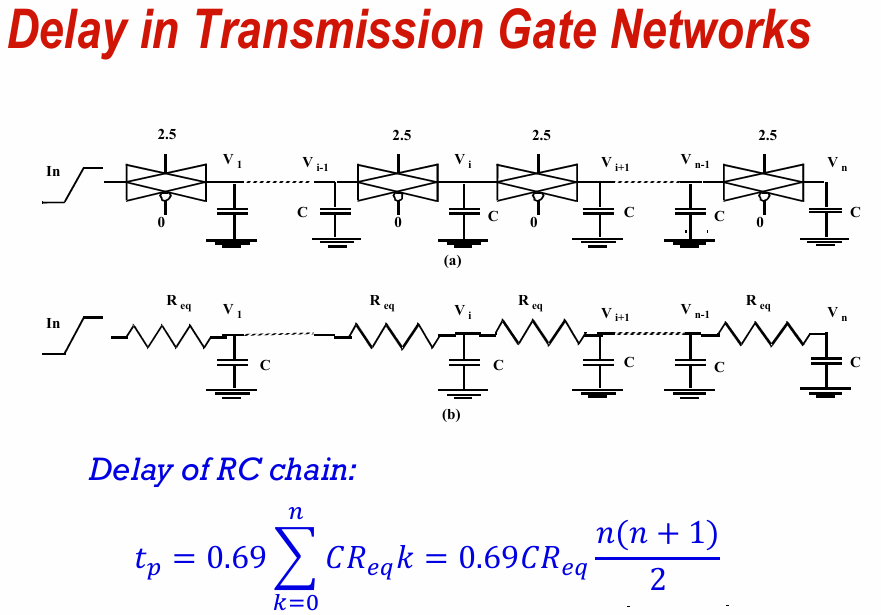 Delay in Transmission Gate Networks
2.5 2.5 2.5 2.5
In V 1 V i-1 V i V i+1 V n-1 V n
C C C C C
0 0 0 0
(a)
R eq R eq R eq R eq
In V 1 V i V i+1 V n-1 V n
C C C C C
(b)
Delay of RC chain:
t_p = 0.69 \sum_{k=0}^{n} CR_{eq}k = 0.69CR_{eq} \frac{n(n+1)}{2}